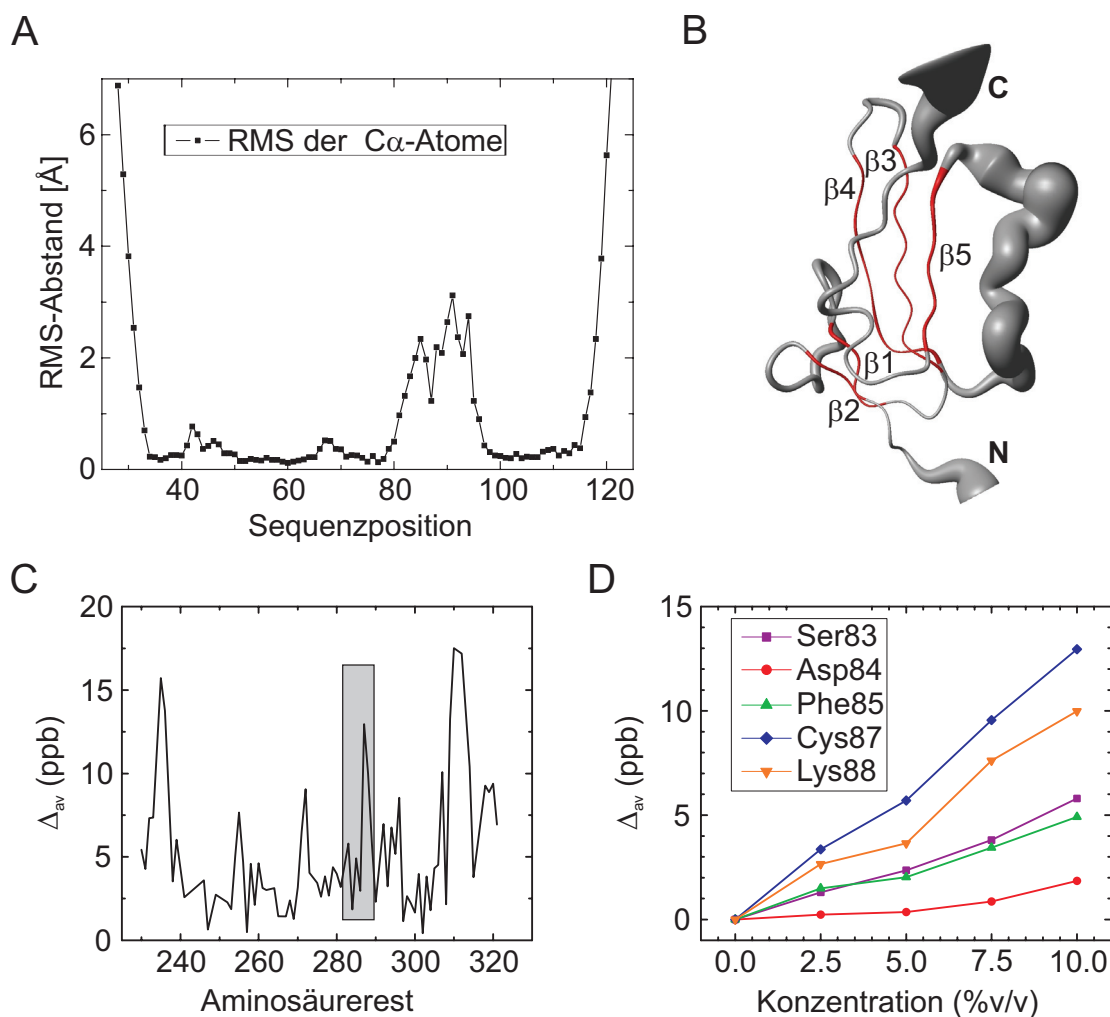 A
RMS der Cα-Atome
RMS-Abstand [Å]
6
4
2
0
40 60 80 100 120
Sequenzposition
B
C
β3
β4
β5
β1
β2
N
C
Δav (ppb)
20
15
10
5
0
240 260 280 300 320
Aminosäurerest
D
Ser83
Asp84
Phe85
Cys87
Lys88
Δav (ppb)
15
10
5
0
0.0 2.5 5.0 7.5 10.0
Konzentration (%v/v)